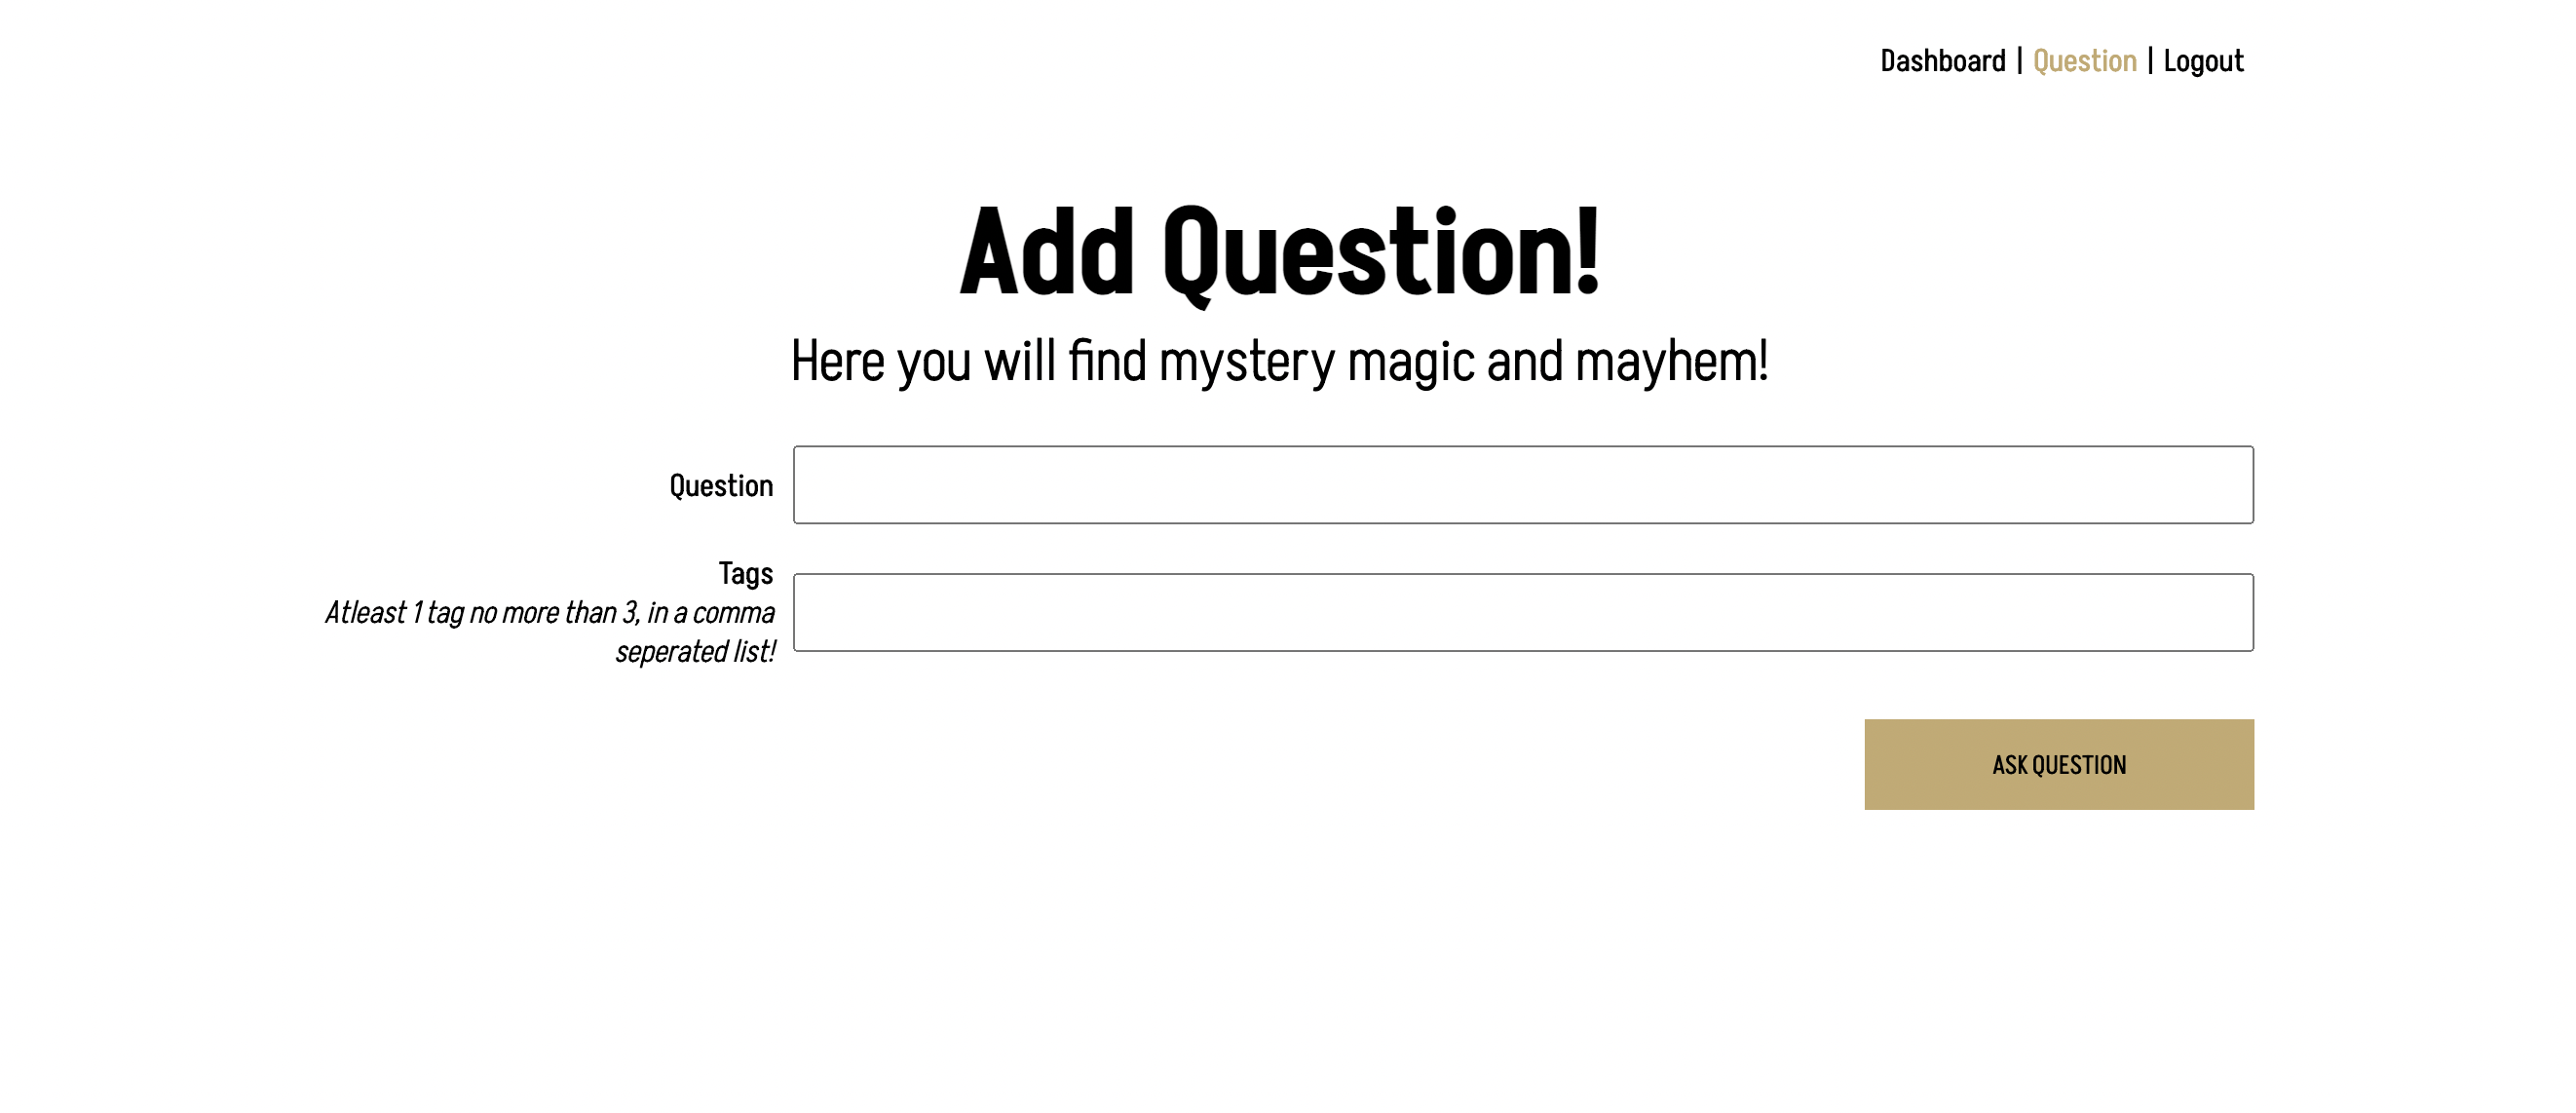 Dashboard | Question | Logout
Add Question!
Here you will find mystery magic and mayhem!
Question
Tags
Atleast 1 tag no more than 3, in a comma
seperated list!
ASK QUESTION